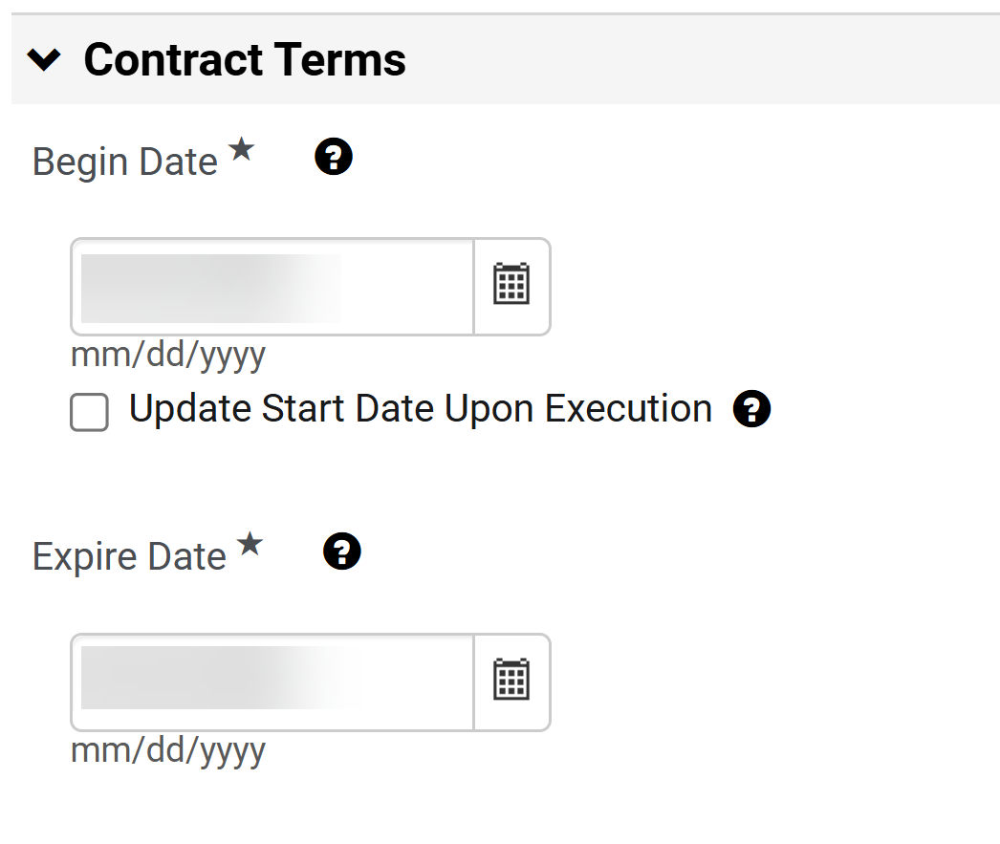 Contract Terms
Begin Date ★ ?
mm/dd/yyyy
Update Start Date Upon Execution ?
Expire Date ★ ?
mm/dd/yyyy